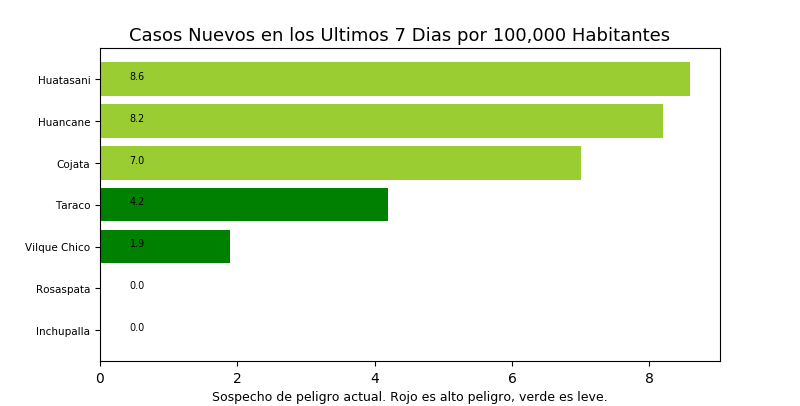 Casos Nuevos en los Ultimos 7 Dias por 100,000 Habitantes
Huatasani 8.6
Huancane 8.2
Cojata 7.0
Taraco 4.2
Vilque Chico 1.9
Rosaspata 0.0
Inchupalla 0.0
0 2 4 6 8
Sospecho de peligro actual. Rojo es alto peligro, verde es leve.